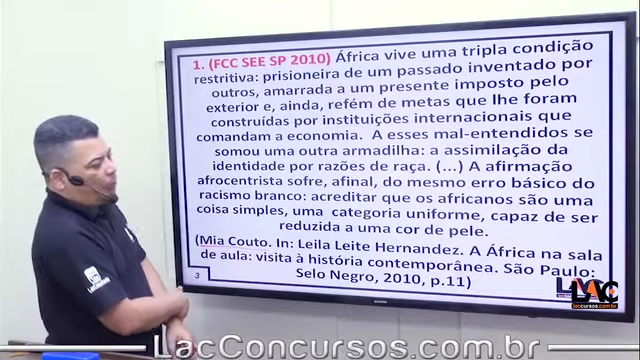 1. (FCC SEE SP 2010) África vive uma tripla condição
restritiva: prisioneira de um passado inventado por
outros, amarrada a um presente imposto pelo
exterior e, ainda, refém de metas que lhe foram
construídas por instituições internacionais que
comandam a economia. A esses mal-entendidos se
somou uma outra armadilha: a assimilação da
identidade por razões de raça. (...) A afirmação
afrocentrista sofre, afinal, do mesmo erro básico do
racismo branco: acreditar que os africanos são uma
coisa simples, uma categoria uniforme, capaz de ser
reduzida a uma cor de pele.
(Mia Couto. In: Leila Leite Hernandez. A África na sala
de aula: visita à história contemporânea. São Paulo:
Selo Negro, 2010, p.11)
3
LAC
laccursos.com.br
LacConcursos.com.br